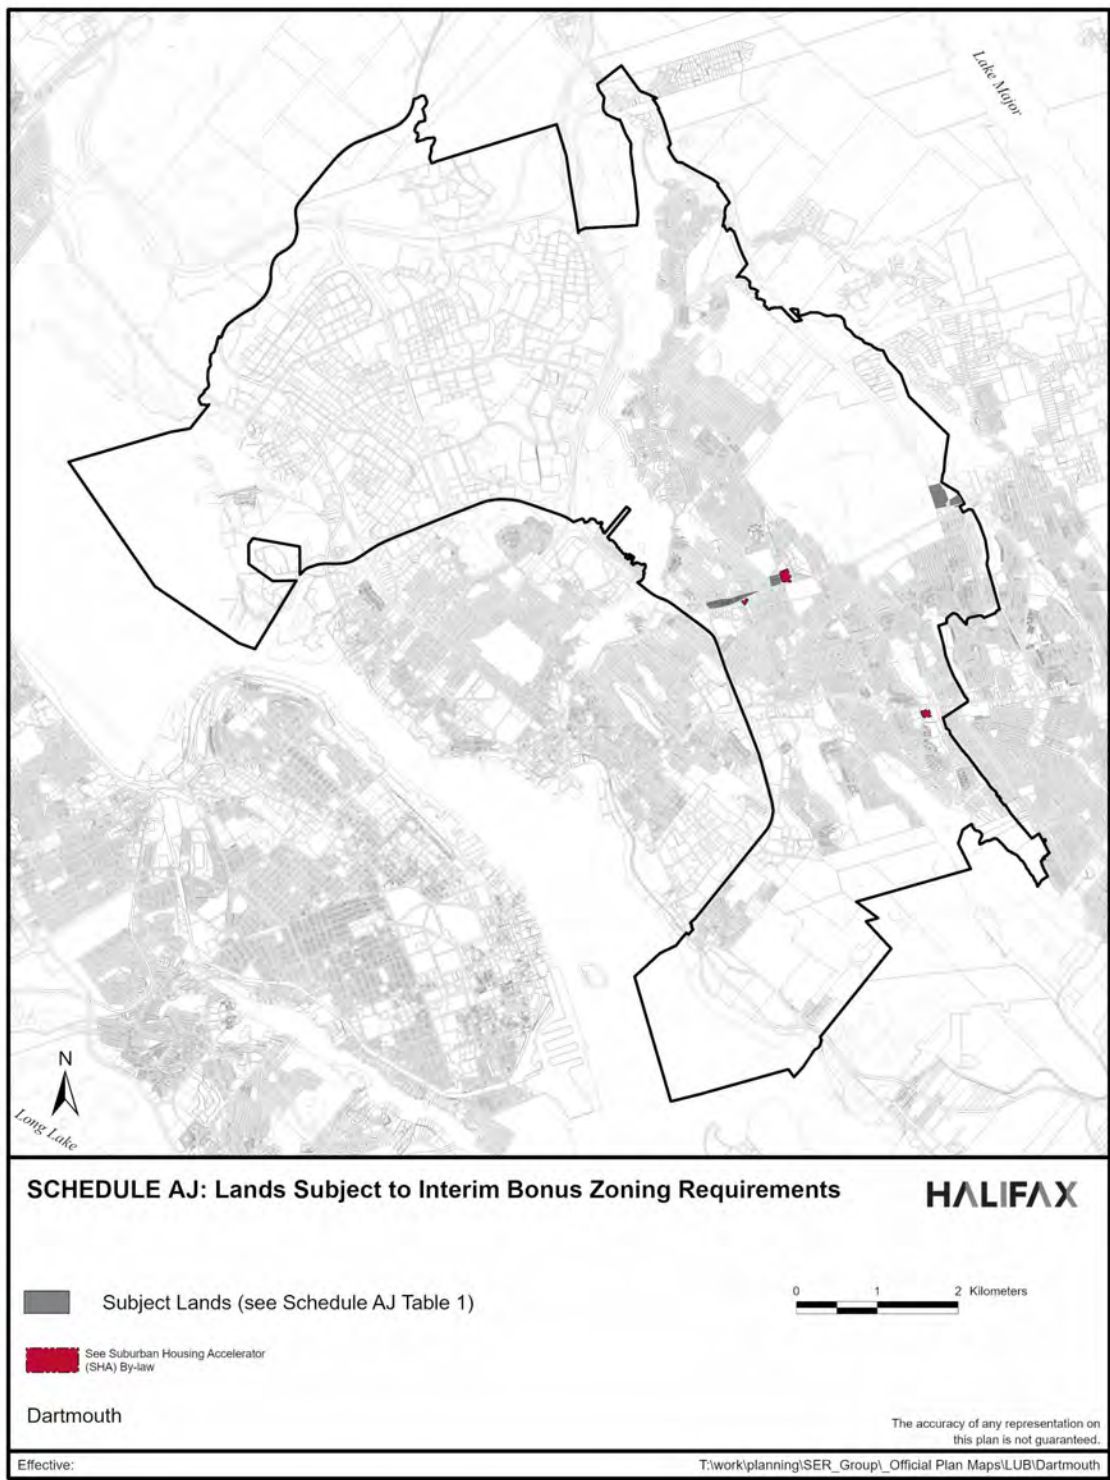 Lake Major
N
Long Lake
SCHEDULE AJ: Lands Subject to Interim Bonus Zoning Requirements
HALIFAX
Subject Lands (see Schedule AJ Table 1)
0 1 2 Kilometers
See Suburban Housing Accelerator
(SHA) By-law
Dartmouth
The accuracy of any representation on
this plan is not guaranteed.
Effective:
T:\work\planning\SER_Group\_Official Plan Maps\LUB\Dartmouth